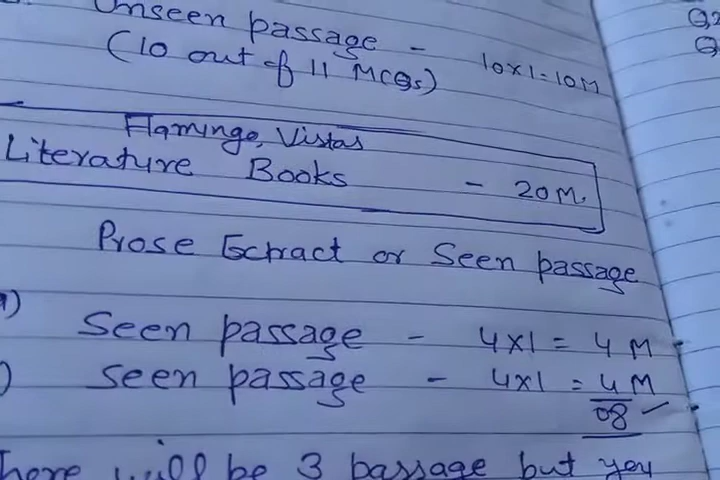 Unseen passage -
(10 out of 11 MCQs) 10x1=10M
Flamingo, Vistas
Literature Books - 20M.
Prose Extract or Seen passage
Seen passage - 4x1 = 4 M
seen passage - 4x1 = 4M
08
There will be 3 passage but you